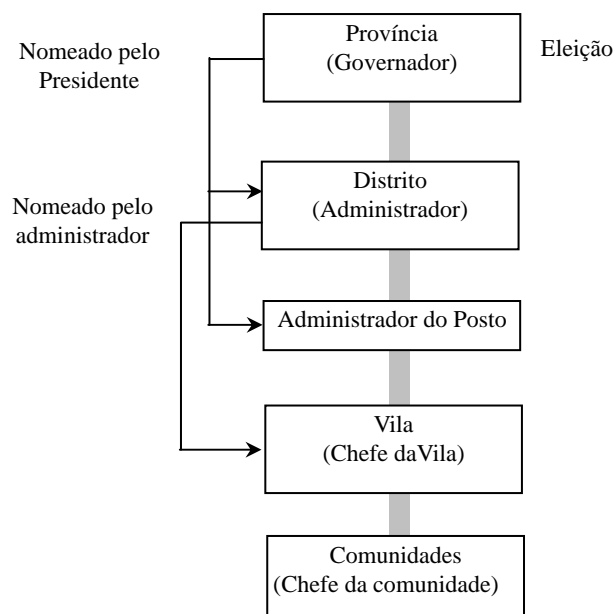 Nomeado pelo
Presidente
Província
(Governador)
Eleição
Nomeado pelo
administrador
Distrito
(Administrador)
Administrador do Posto
Vila
(Chefe daVila)
Comunidades
(Chefe da comunidade)